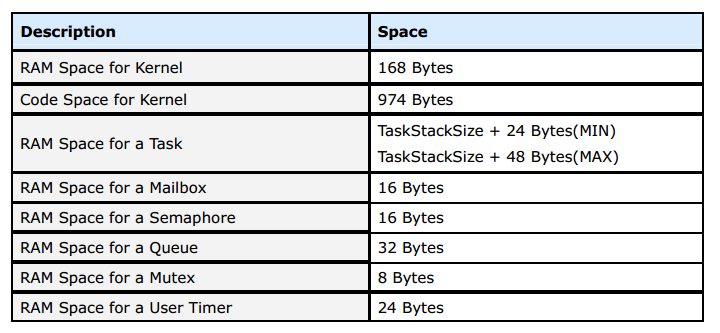 Description Space
RAM Space for Kernel 168 Bytes
Code Space for Kernel 974 Bytes
RAM Space for a Task TaskStackSize + 24 Bytes(MIN)
TaskStackSize + 48 Bytes(MAX)
RAM Space for a Mailbox 16 Bytes
RAM Space for a Semaphore 16 Bytes
RAM Space for a Queue 32 Bytes
RAM Space for a Mutex 8 Bytes
RAM Space for a User Timer 24 Bytes